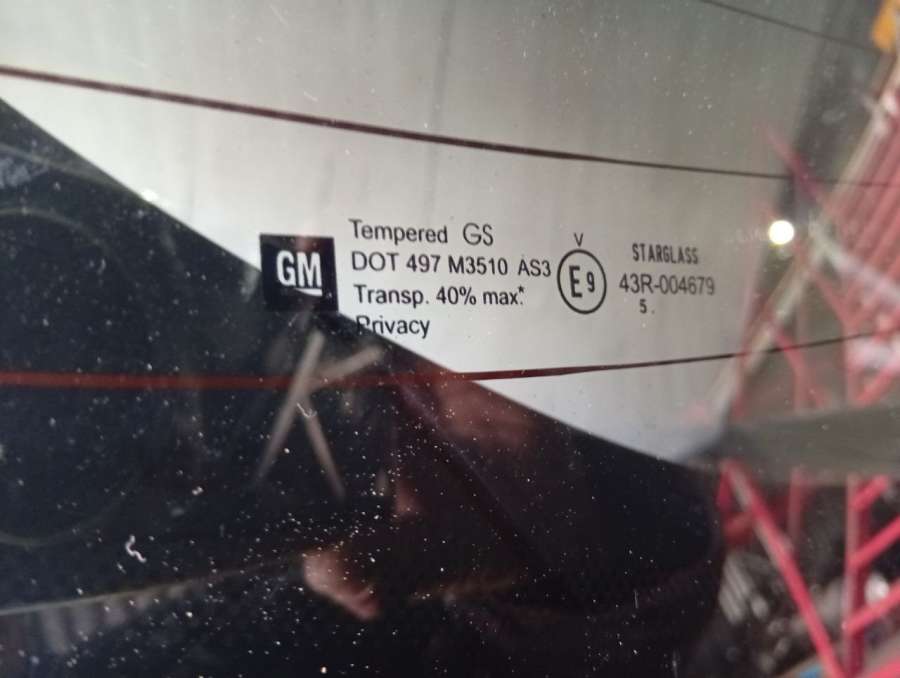 GM
Tempered GS
DOT 497 M3510 AS3
Transp. 40% max*.
Privacy
V
E9
STARGLASS
43R-004679
5.